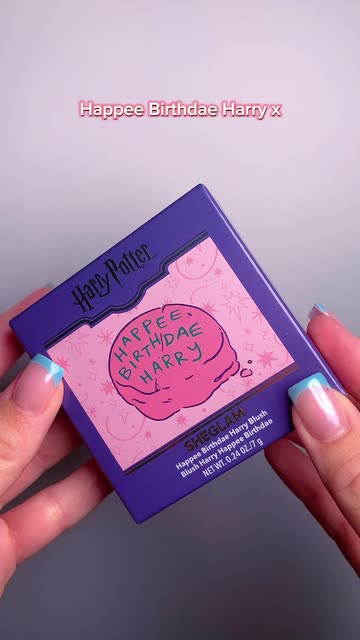 Happee Birthdae Harry x
Harry Potter™
HAPPEE
BIRTHDAE
HARRY
SHEGLAM
Happee Birthdae Harry Blush
Blush Harry Happee Birthdae
NET WT. 0.24 OZ./7 g